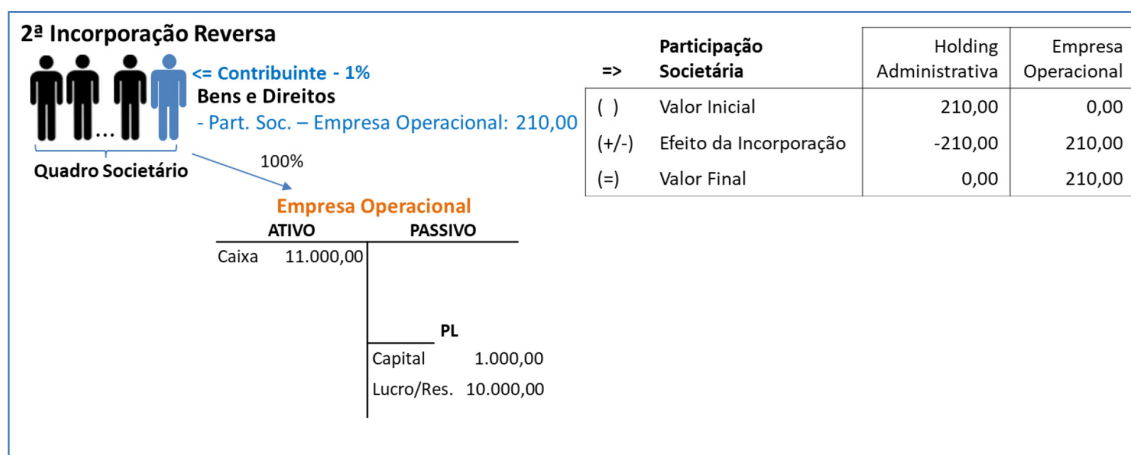 2ª Incorporação Reversa
<= Contribuinte - 1%
Bens e Direitos
- Part. Soc. – Empresa Operacional: 210,00
...
Quadro Societário
100%
Empresa Operacional
ATIVO PASSIVO
Caixa 11.000,00
PL
Capital 1.000,00
Lucro/Res. 10.000,00
=> Participação Societária Holding Administrativa Empresa Operacional
( ) Valor Inicial 210,00 0,00
(+/-) Efeito da Incorporação -210,00 210,00
(=) Valor Final 0,00 210,00